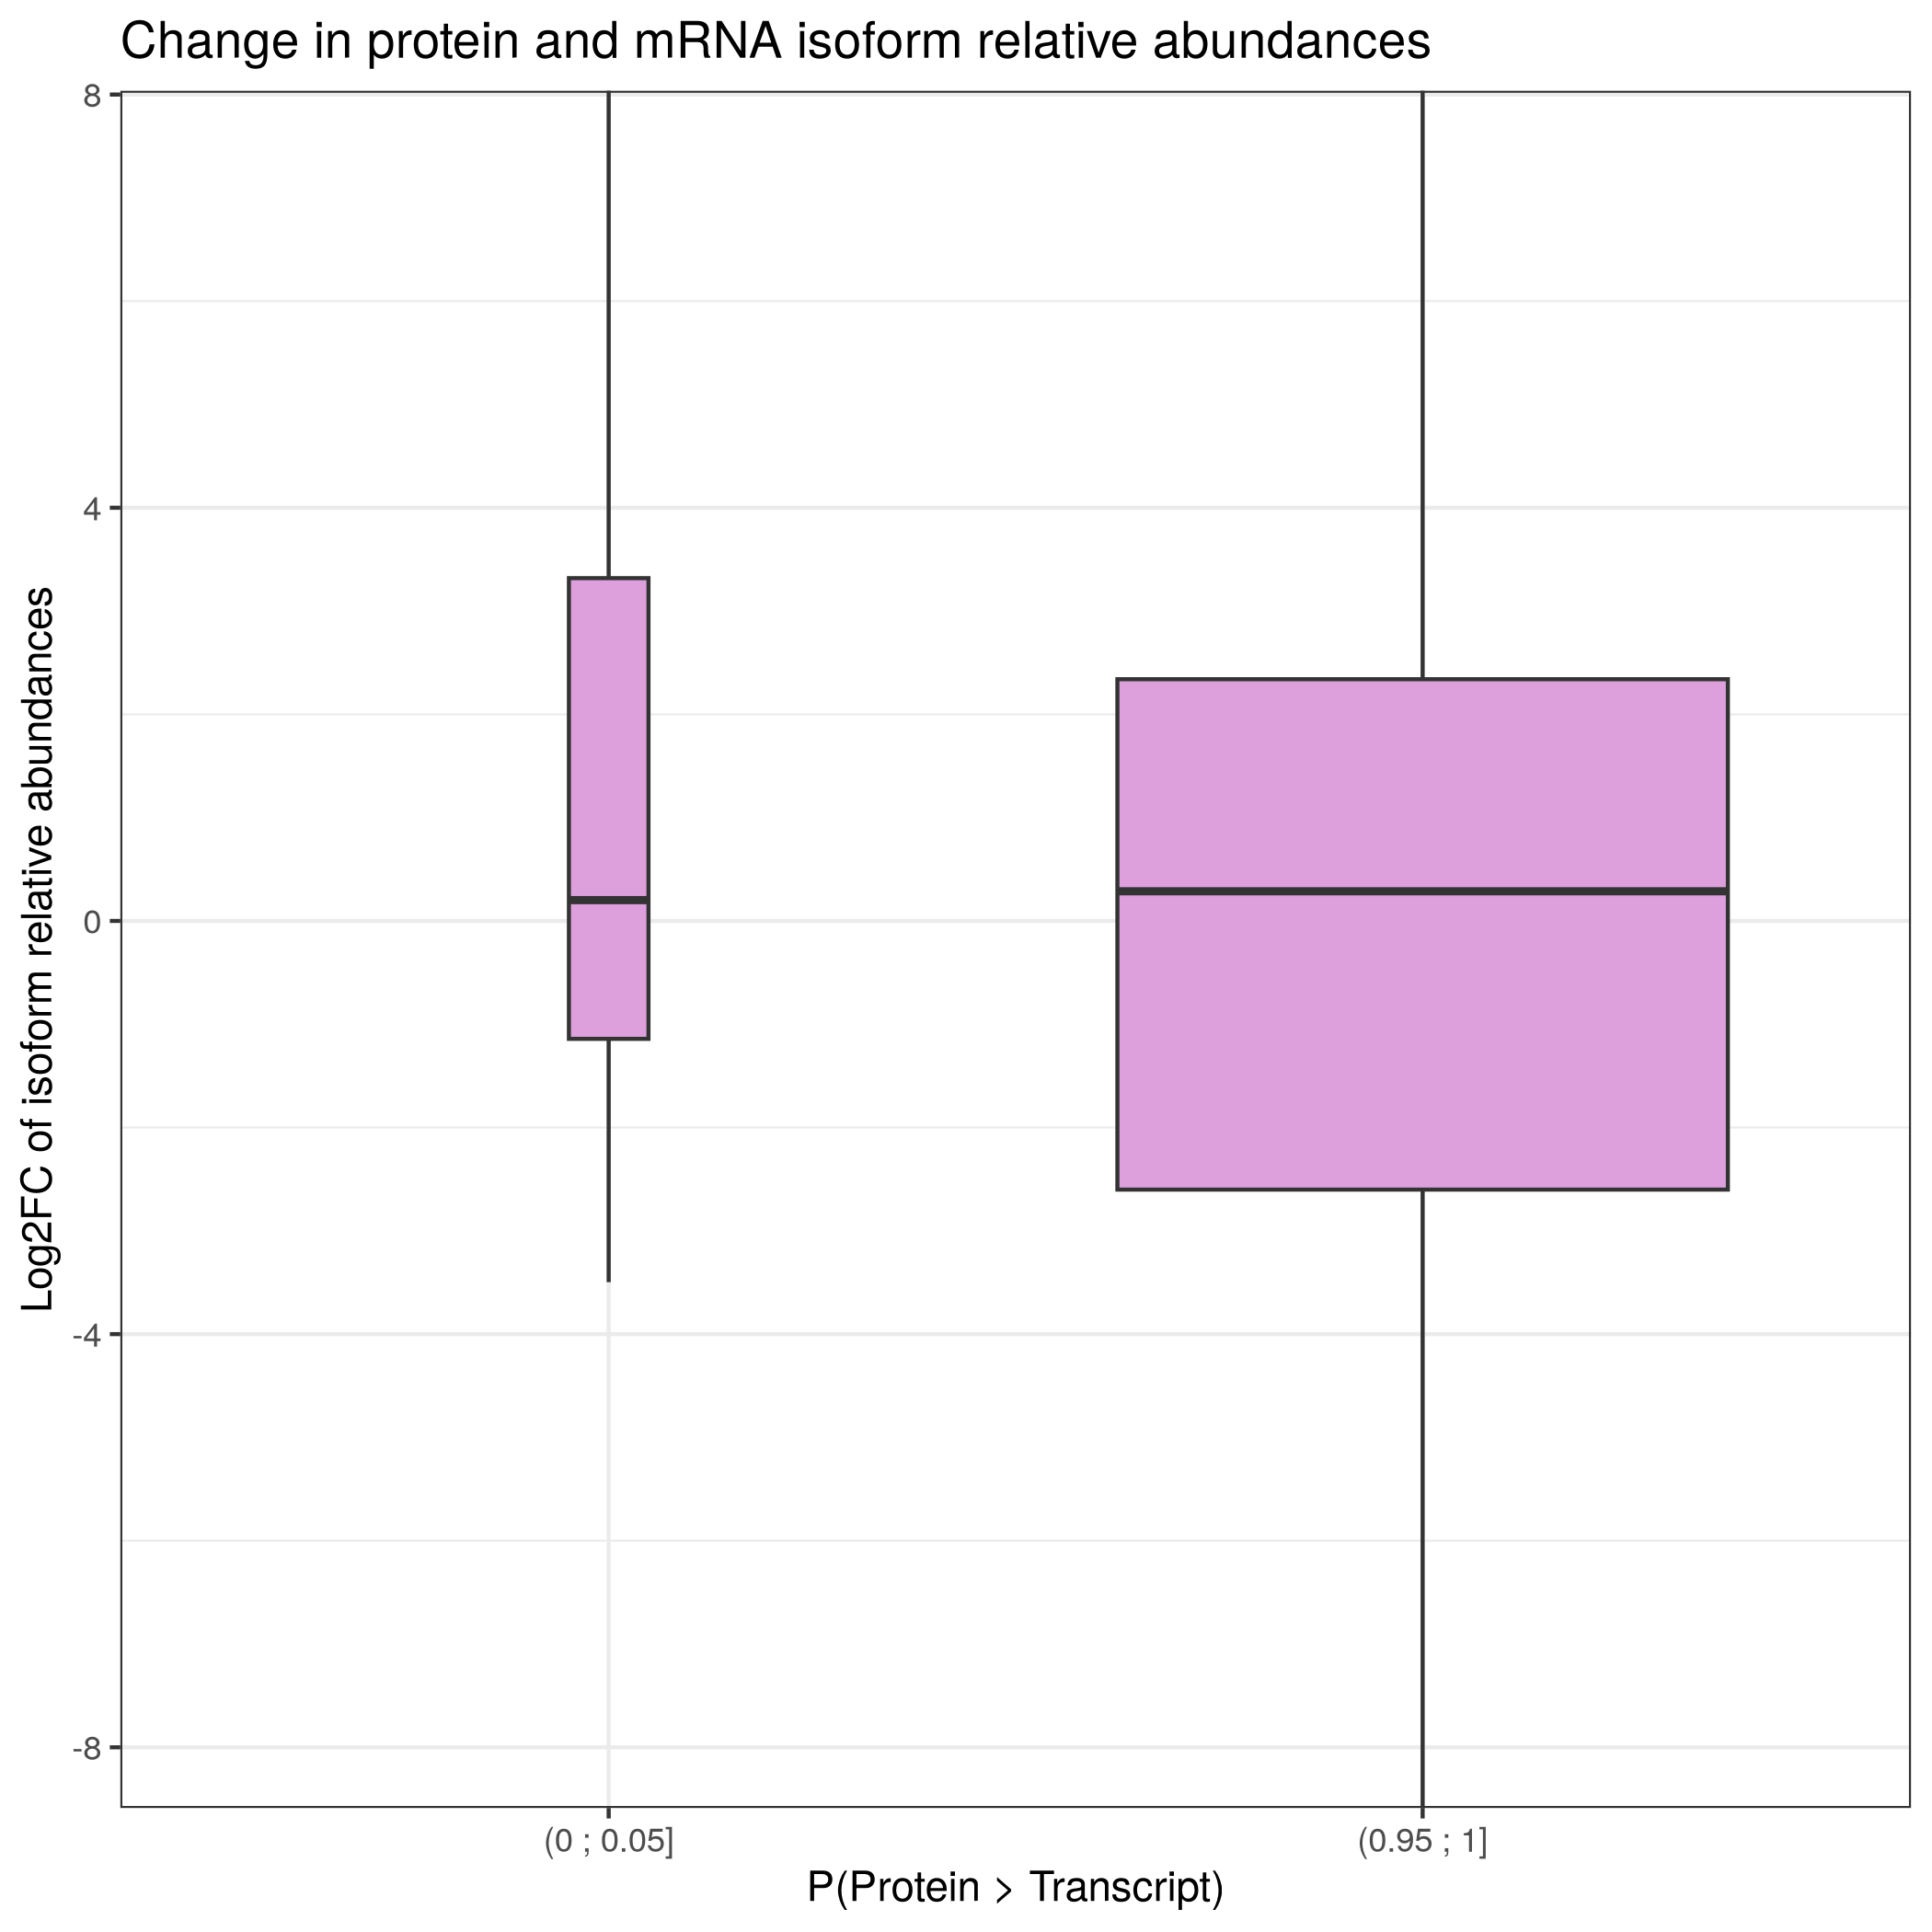 Change in protein and mRNA isoform relative abundances
Log2FC of isoform relative abundances
8
4
0
-4
-8
(0 ; 0.05]
(0.95 ; 1]
P(Protein > Transcript)